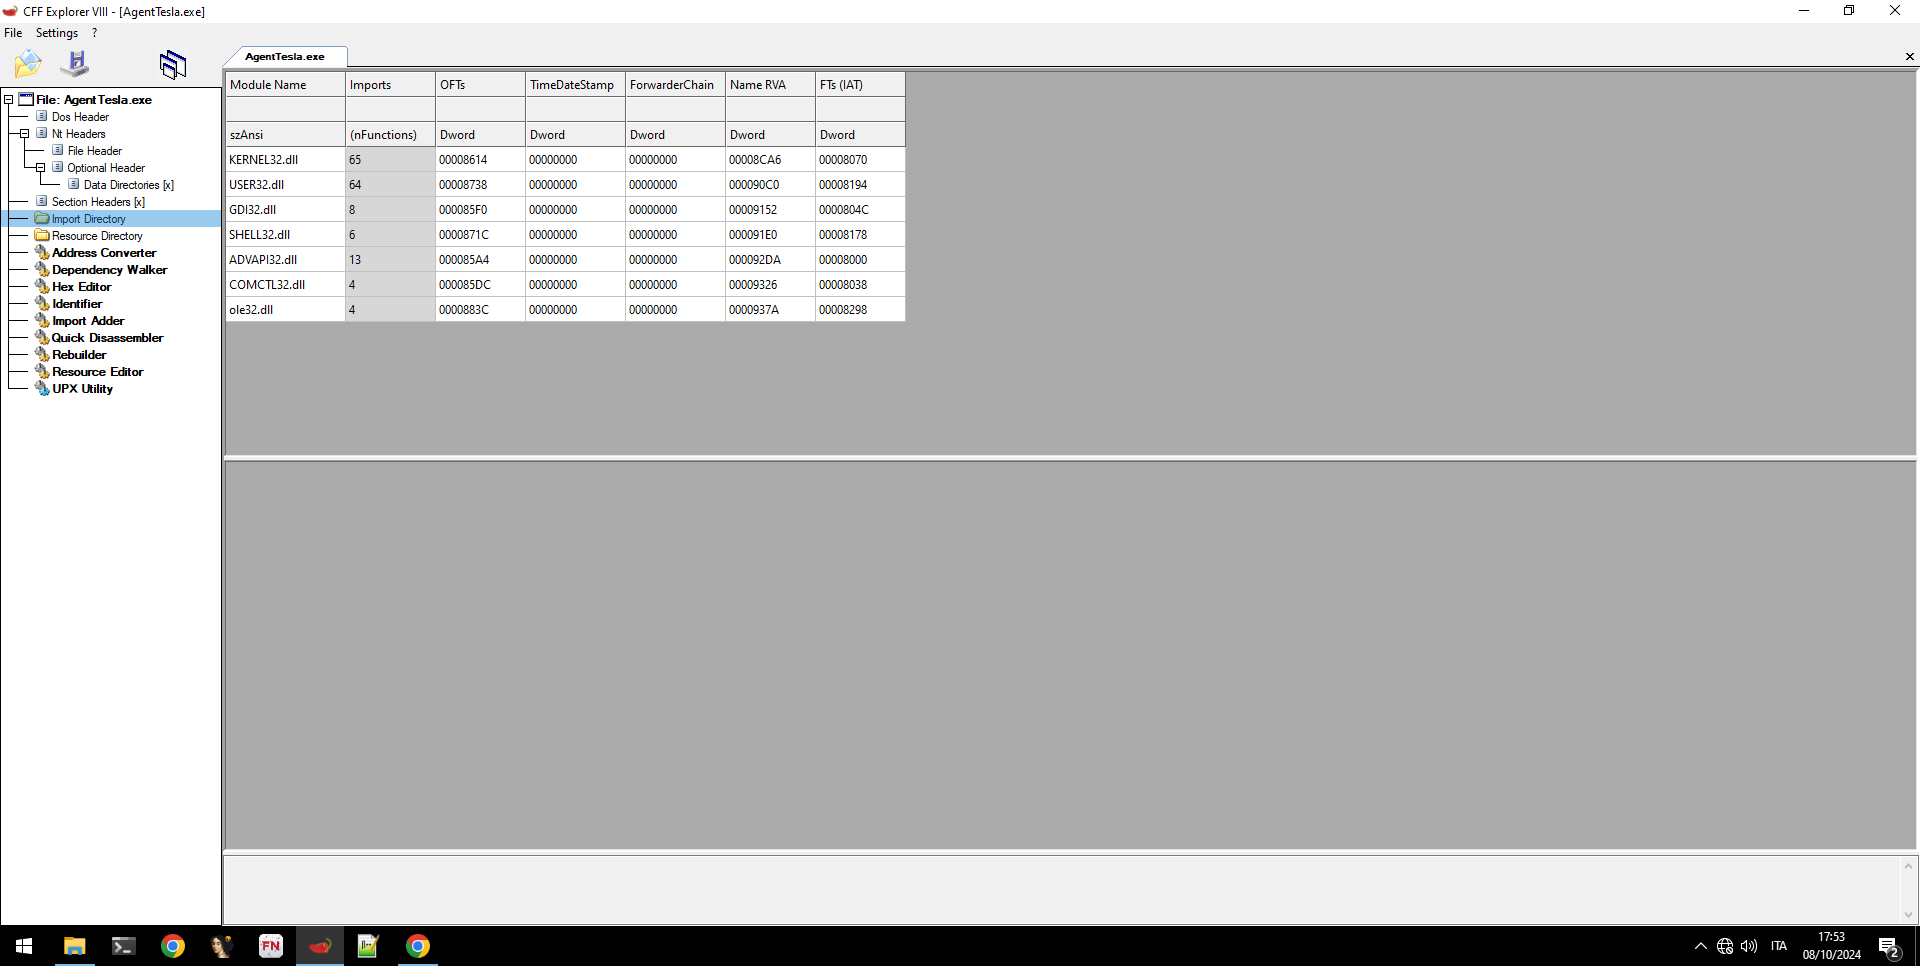 CFF Explorer VIII - [AgentTesla.exe]
File Settings ?
AgentTesla.exe
File: AgentTesla.exe
Dos Header
Nt Headers
File Header
Optional Header
Data Directories [x]
Section Headers [x]
Import Directory
Resource Directory
Address Converter
Dependency Walker
Hex Editor
Identifier
Import Adder
Quick Disassembler
Rebuilder
Resource Editor
UPX Utility
Module Name Imports OFTs TimeDateStamp ForwarderChain Name RVA FTs (IAT)
szAnsi (nFunctions) Dword Dword Dword Dword Dword
KERNEL32.dll 65 00008614 00000000 00000000 00008CA6 00008070
USER32.dll 64 00008738 00000000 00000000 000090C0 00008194
GDI32.dll 8 000085F0 00000000 00000000 00009152 0000804C
SHELL32.dll 6 0000871C 00000000 00000000 000091E0 00008178
ADVAPI32.dll 13 000085A4 00000000 00000000 000092DA 00008000
COMCTL32.dll 4 000085DC 00000000 00000000 00009326 00008038
ole32.dll 4 0000883C 00000000 00000000 0000937A 00008298
FN
ITA
17:53
08/10/2024
2